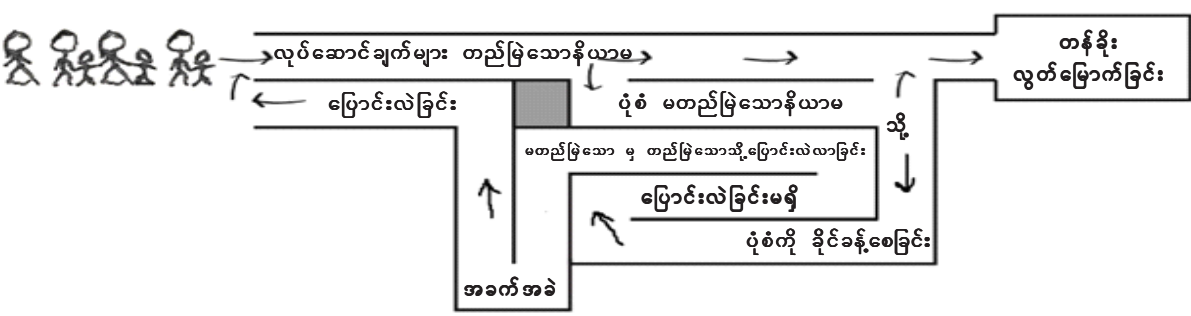 လုပ်ဆောင်ချက်များ တည်မြဲသောနိယာမ
တန်ခိုး
လွတ်မြောက်ခြင်း
ပြောင်းလဲခြင်း
ပုံစံ မတည်မြဲသောနိယာမ
သို့
မတည်မြဲသော မှ တည်မြဲသောသို့ပြောင်းလဲလာခြင်း
ပြောင်းလဲခြင်းမရှိ
ပုံစံကို ခိုင်ခန့်စေခြင်း
အခက်အခဲ